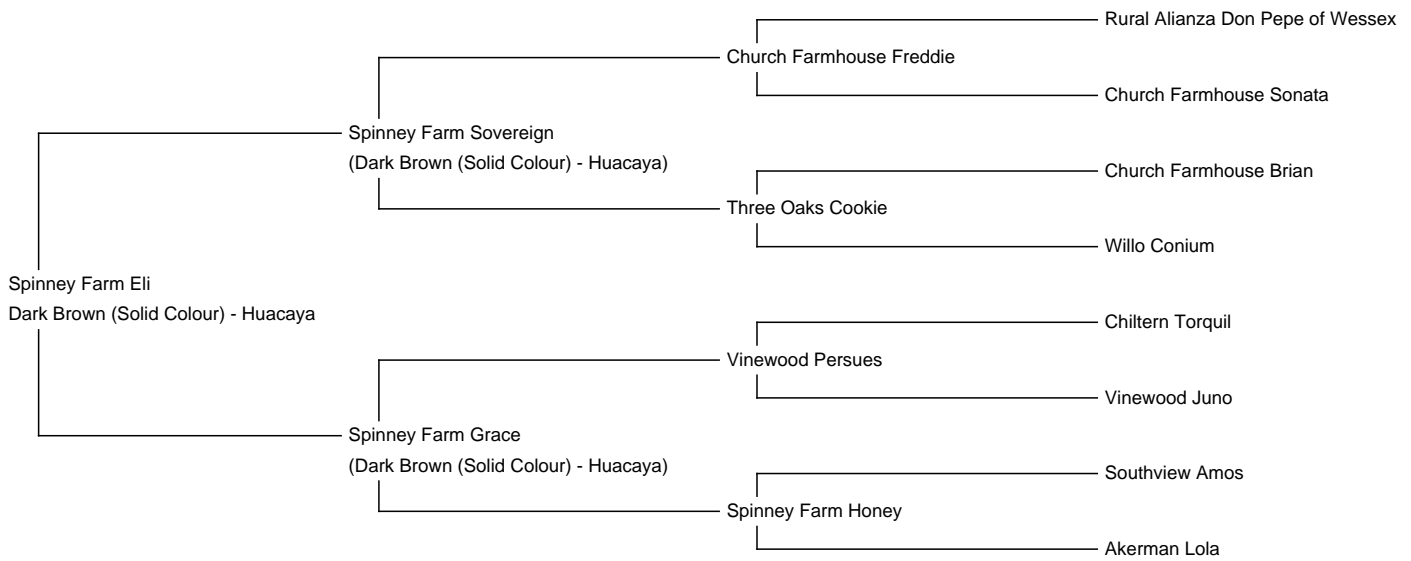 Rural Alianza Don Pepe of Wessex
Church Farmhouse Freddie
Church Farmhouse Sonata
Spinney Farm Sovereign
(Dark Brown (Solid Colour) - Huacaya)
Church Farmhouse Brian
Three Oaks Cookie
Willo Conium
Spinney Farm Eli
Dark Brown (Solid Colour) - Huacaya
Chiltern Torquil
Vinewood Persues
Vinewood Juno
Spinney Farm Grace
(Dark Brown (Solid Colour) - Huacaya)
Southview Amos
Spinney Farm Honey
Akerman Lola